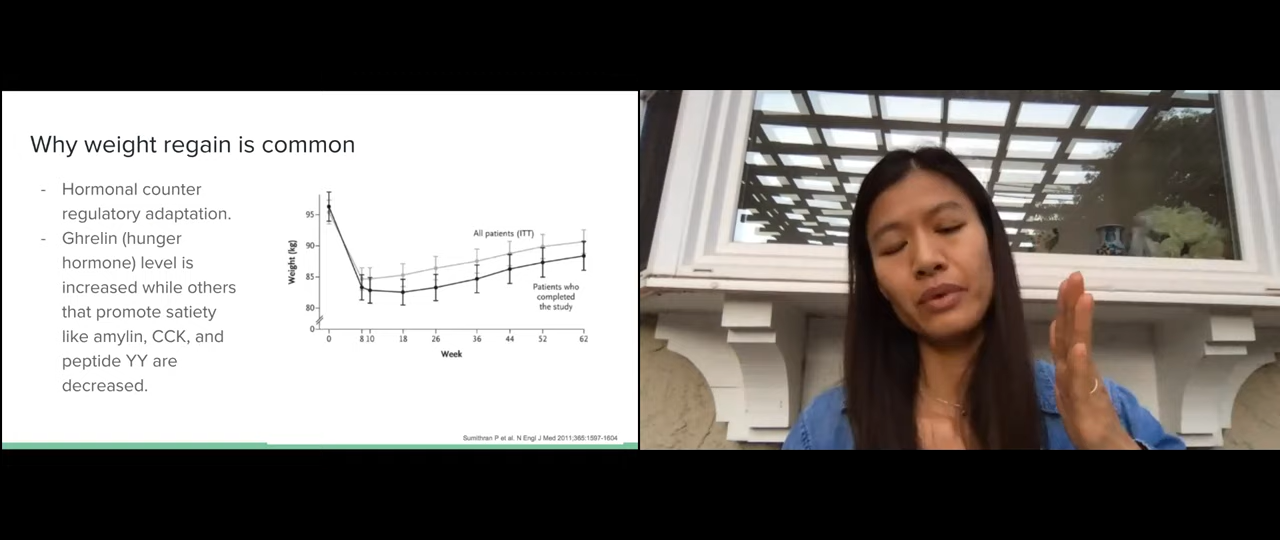 Why weight regain is common
- Hormonal counter
regulatory adaptation.
- Ghrelin (hunger
hormone) level is
increased while others
that promote satiety
like amylin, CCK, and
peptide YY are
decreased.
Weight (kg)
95
90
85
80
0
All patients (ITT)
Patients who
completed
the study
0 8 10 18 26 36 44 52 62
Week
Sumithran P et al. N Engl J Med 2011;365:1597-1604